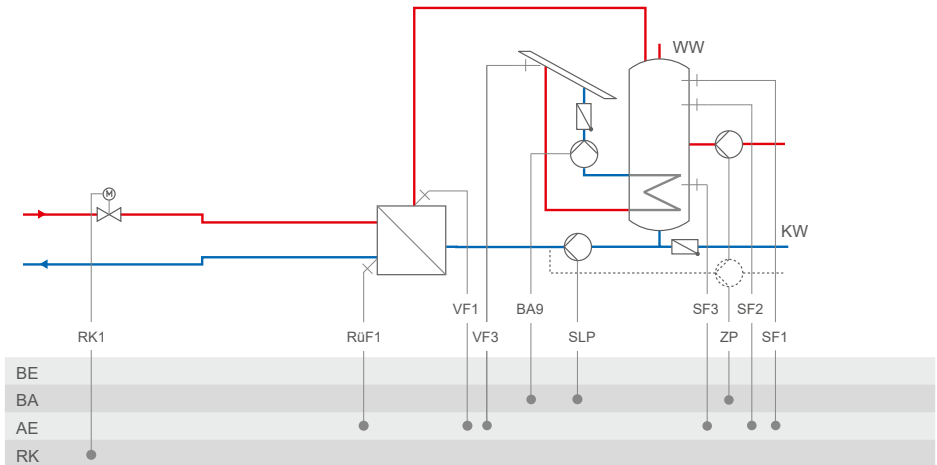 WW
M
KW
VF1 BA9 SF3 SF2
RK1 RüF1 VF3 SLP ZP SF1
BE
BA
AE
RK